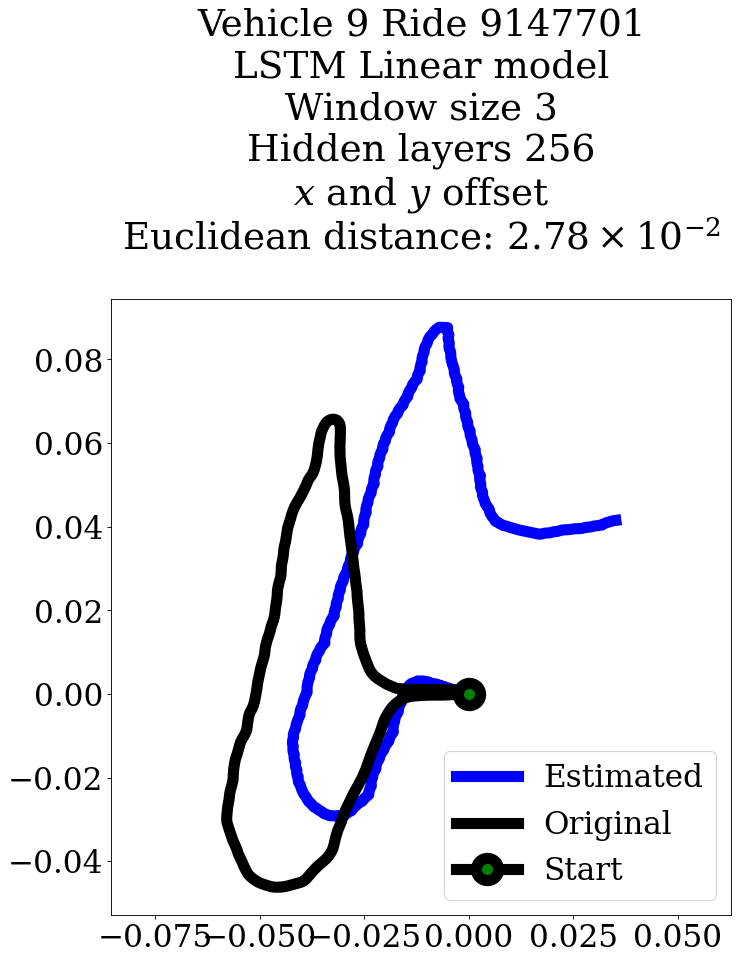 Vehicle 9 Ride 9147701
LSTM Linear model
Window size 3
Hidden layers 256
x and y offset
Euclidean distance: 2.78 × 10⁻²
0.08
0.06
0.04
0.02
0.00
−0.02
−0.04
Estimated
Original
Start
−0.075 −0.050 −0.025 0.000 0.025 0.050